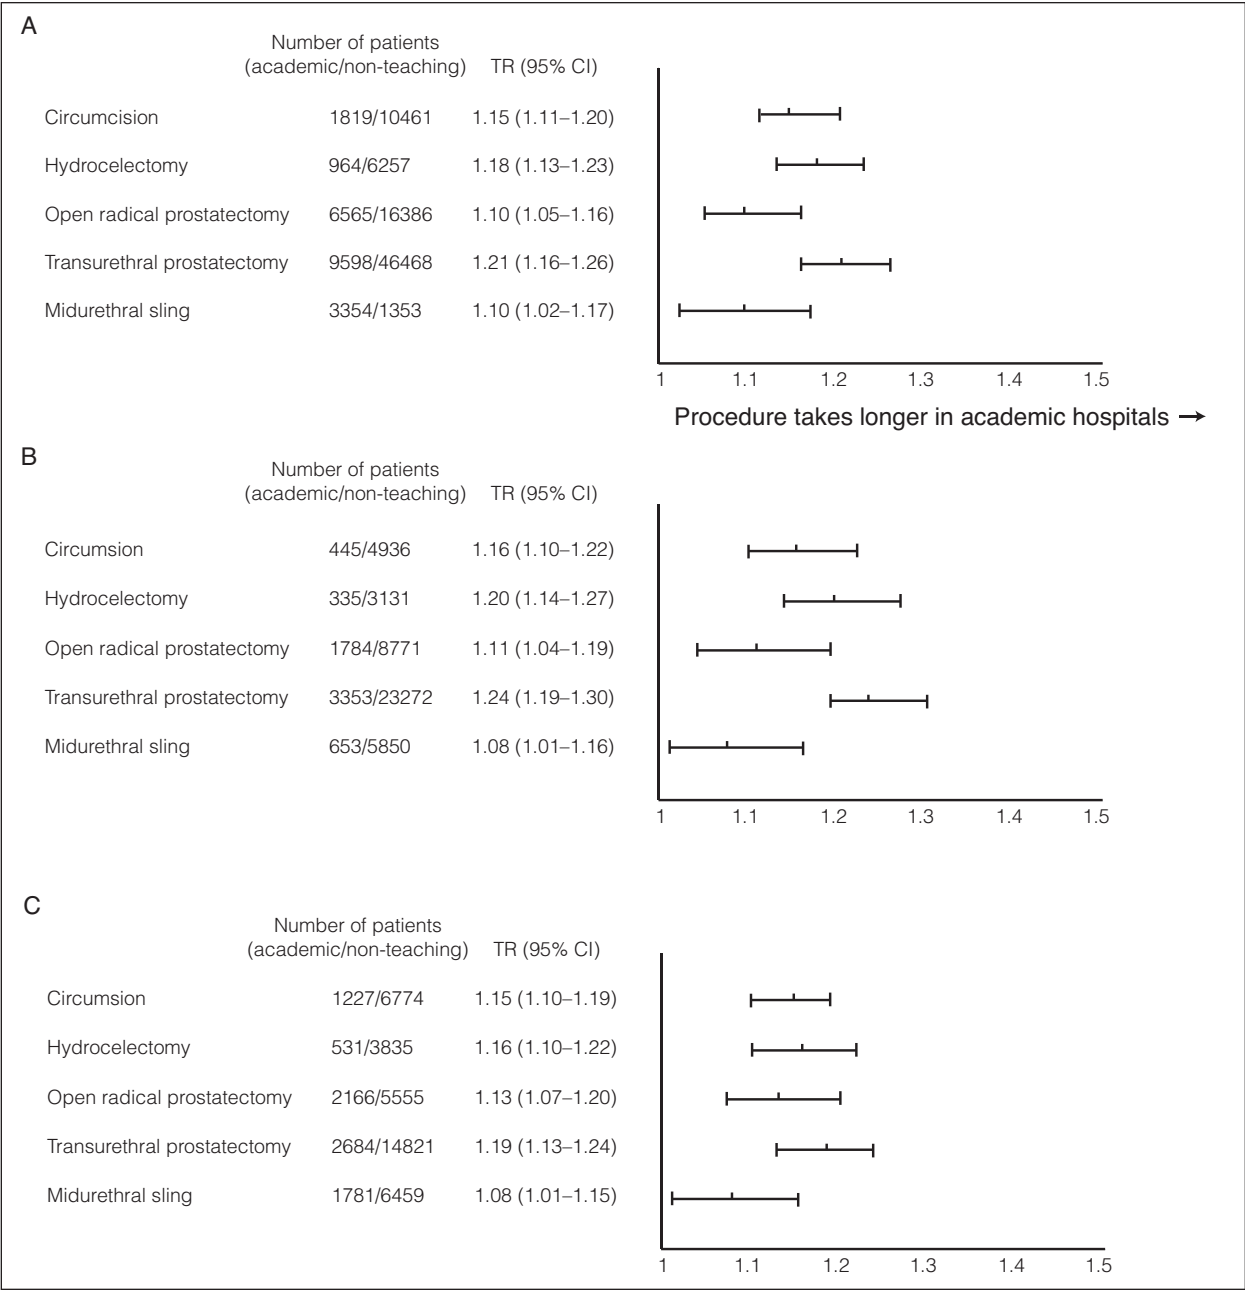 A
Number of patients
(academic/non-teaching) TR (95% CI)
Circumcision 1819/10461 1.15 (1.11–1.20)
Hydrocelectomy 964/6257 1.18 (1.13–1.23)
Open radical prostatectomy 6565/16386 1.10 (1.05–1.16)
Transurethral prostatectomy 9598/46468 1.21 (1.16–1.26)
Midurethral sling 3354/1353 1.10 (1.02–1.17)
1 1.1 1.2 1.3 1.4 1.5
Procedure takes longer in academic hospitals →
B
Number of patients
(academic/non-teaching) TR (95% CI)
Circumsion 445/4936 1.16 (1.10–1.22)
Hydrocelectomy 335/3131 1.20 (1.14–1.27)
Open radical prostatectomy 1784/8771 1.11 (1.04–1.19)
Transurethral prostatectomy 3353/23272 1.24 (1.19–1.30)
Midurethral sling 653/5850 1.08 (1.01–1.16)
1 1.1 1.2 1.3 1.4 1.5
C
Number of patients
(academic/non-teaching) TR (95% CI)
Circumsion 1227/6774 1.15 (1.10–1.19)
Hydrocelectomy 531/3835 1.16 (1.10–1.22)
Open radical prostatectomy 2166/5555 1.13 (1.07–1.20)
Transurethral prostatectomy 2684/14821 1.19 (1.13–1.24)
Midurethral sling 1781/6459 1.08 (1.01–1.15)
1 1.1 1.2 1.3 1.4 1.5